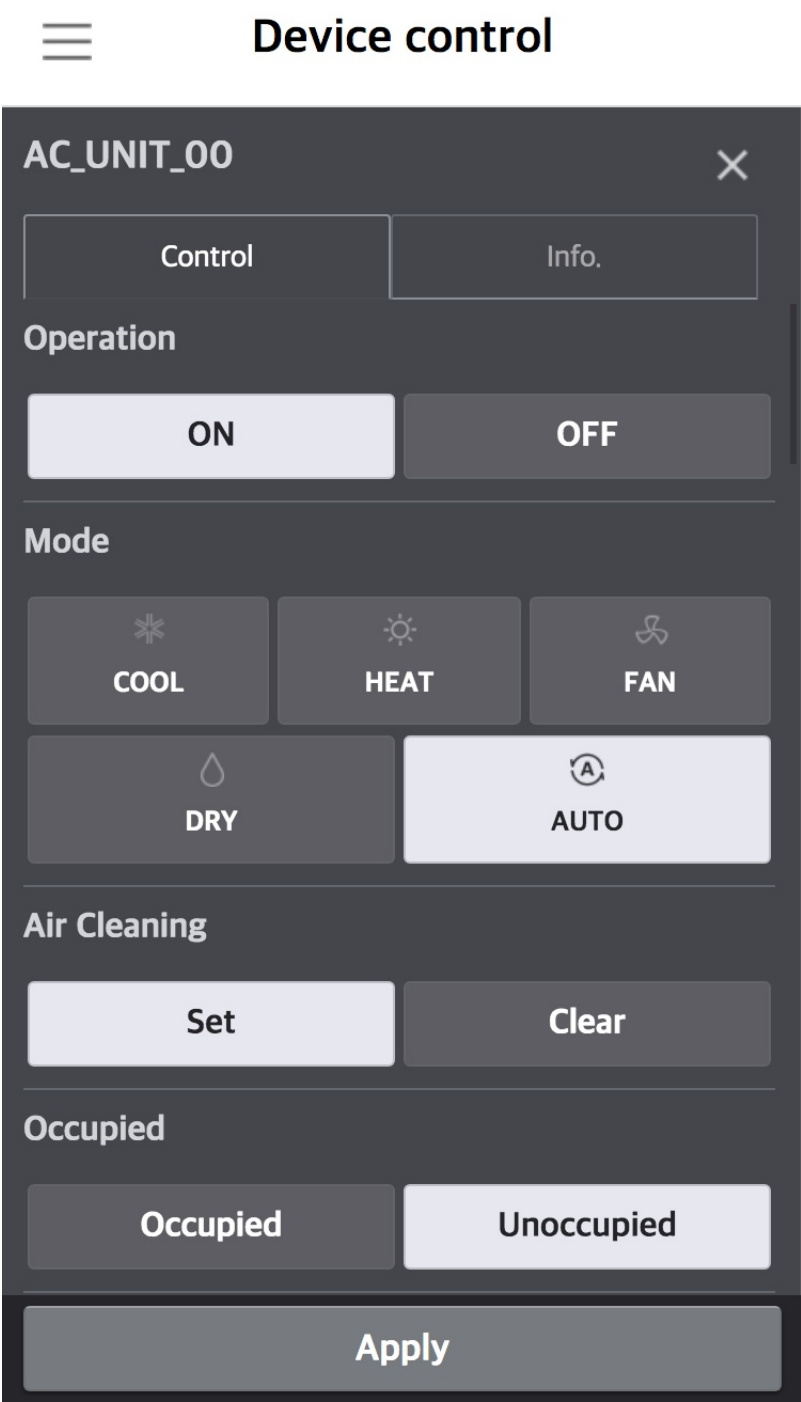 Device control
AC_UNIT_00
Control Info.
Operation
ON OFF
Mode
COOL HEAT FAN
DRY AUTO
Air Cleaning
Set Clear
Occupied
Occupied Unoccupied
Apply